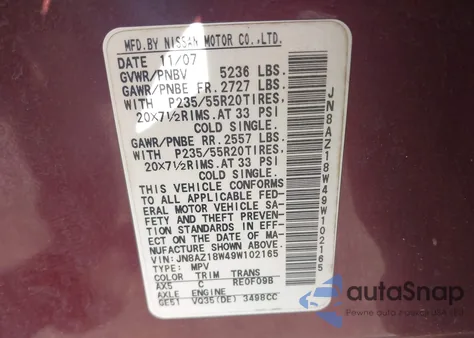 MFD.BY NISSAN MOTOR CO.,LTD.
DATE 11/07
GVWR/PNBV 5236 LBS.
GAWR/PNBE FR. 2727 LBS.
WITH P235/55R20TIRES,
20X7½RIMS.AT 33 PSI
COLD SINGLE.
GAWR/PNBE RR. 2557 LBS.
WITH P235/55R20TIRES,
20X7½RIMS.AT 33 PSI
COLD SINGLE.
THIS VEHICLE CONFORMS
TO ALL APPLICABLE FED-
ERAL MOTOR VEHICLE SA-
FETY AND THEFT PREVEN-
TION STANDARDS IN EFF-
ECT ON THE DATE OF MA-
NUFACTURE SHOWN ABOVE.
VIN: JN8AZ18W49W102165
TYPE: MPV
COLOR TRIM TRANS
AX5 C RE0F09B
AXLE ENGINE
GE51 VQ35(DE) 3498CC
JN8AZ18W49W102165
autoSnap